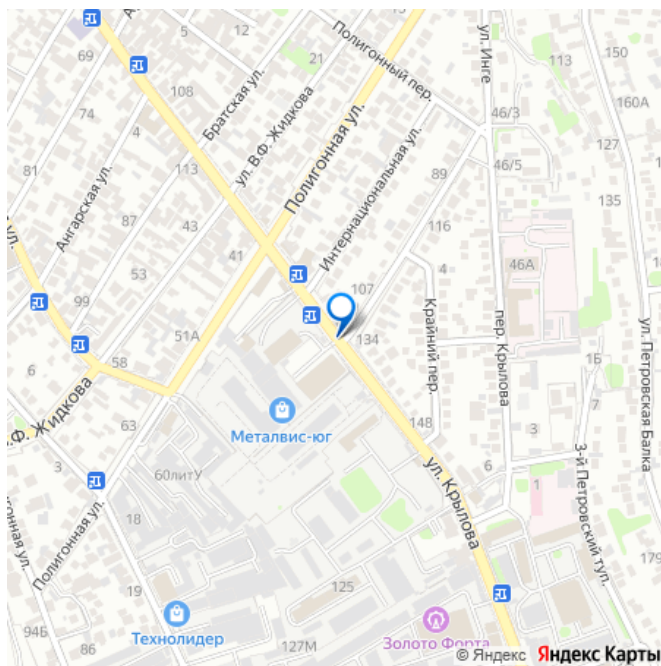 Полигонный пер.
ул. Инге
113
150
69
21
108
Братская ул.
46/3
160А
74
4
ул. В.Ф. Жидкова
Полигонная ул.
Интернациональная ул.
127
89
46/5
135
81
Ангарская ул.
113
87
43
116
53
41
4
46А
ул.
99
107
Крайний пер.
пер. Крылова
ул. Петровская Балка
6
58
51А
134
1Б
7
Ф. Жидкова
63
Металвис-юг
148
3
3-й Петровский туп.
3
60литУ
ул. Крылова
6
1
18
Полигонная ул.
игонная ул.
19
125
179
94Б
86
Технолидер
127М
Золото Форта
© Яндекс Яндекс Карты